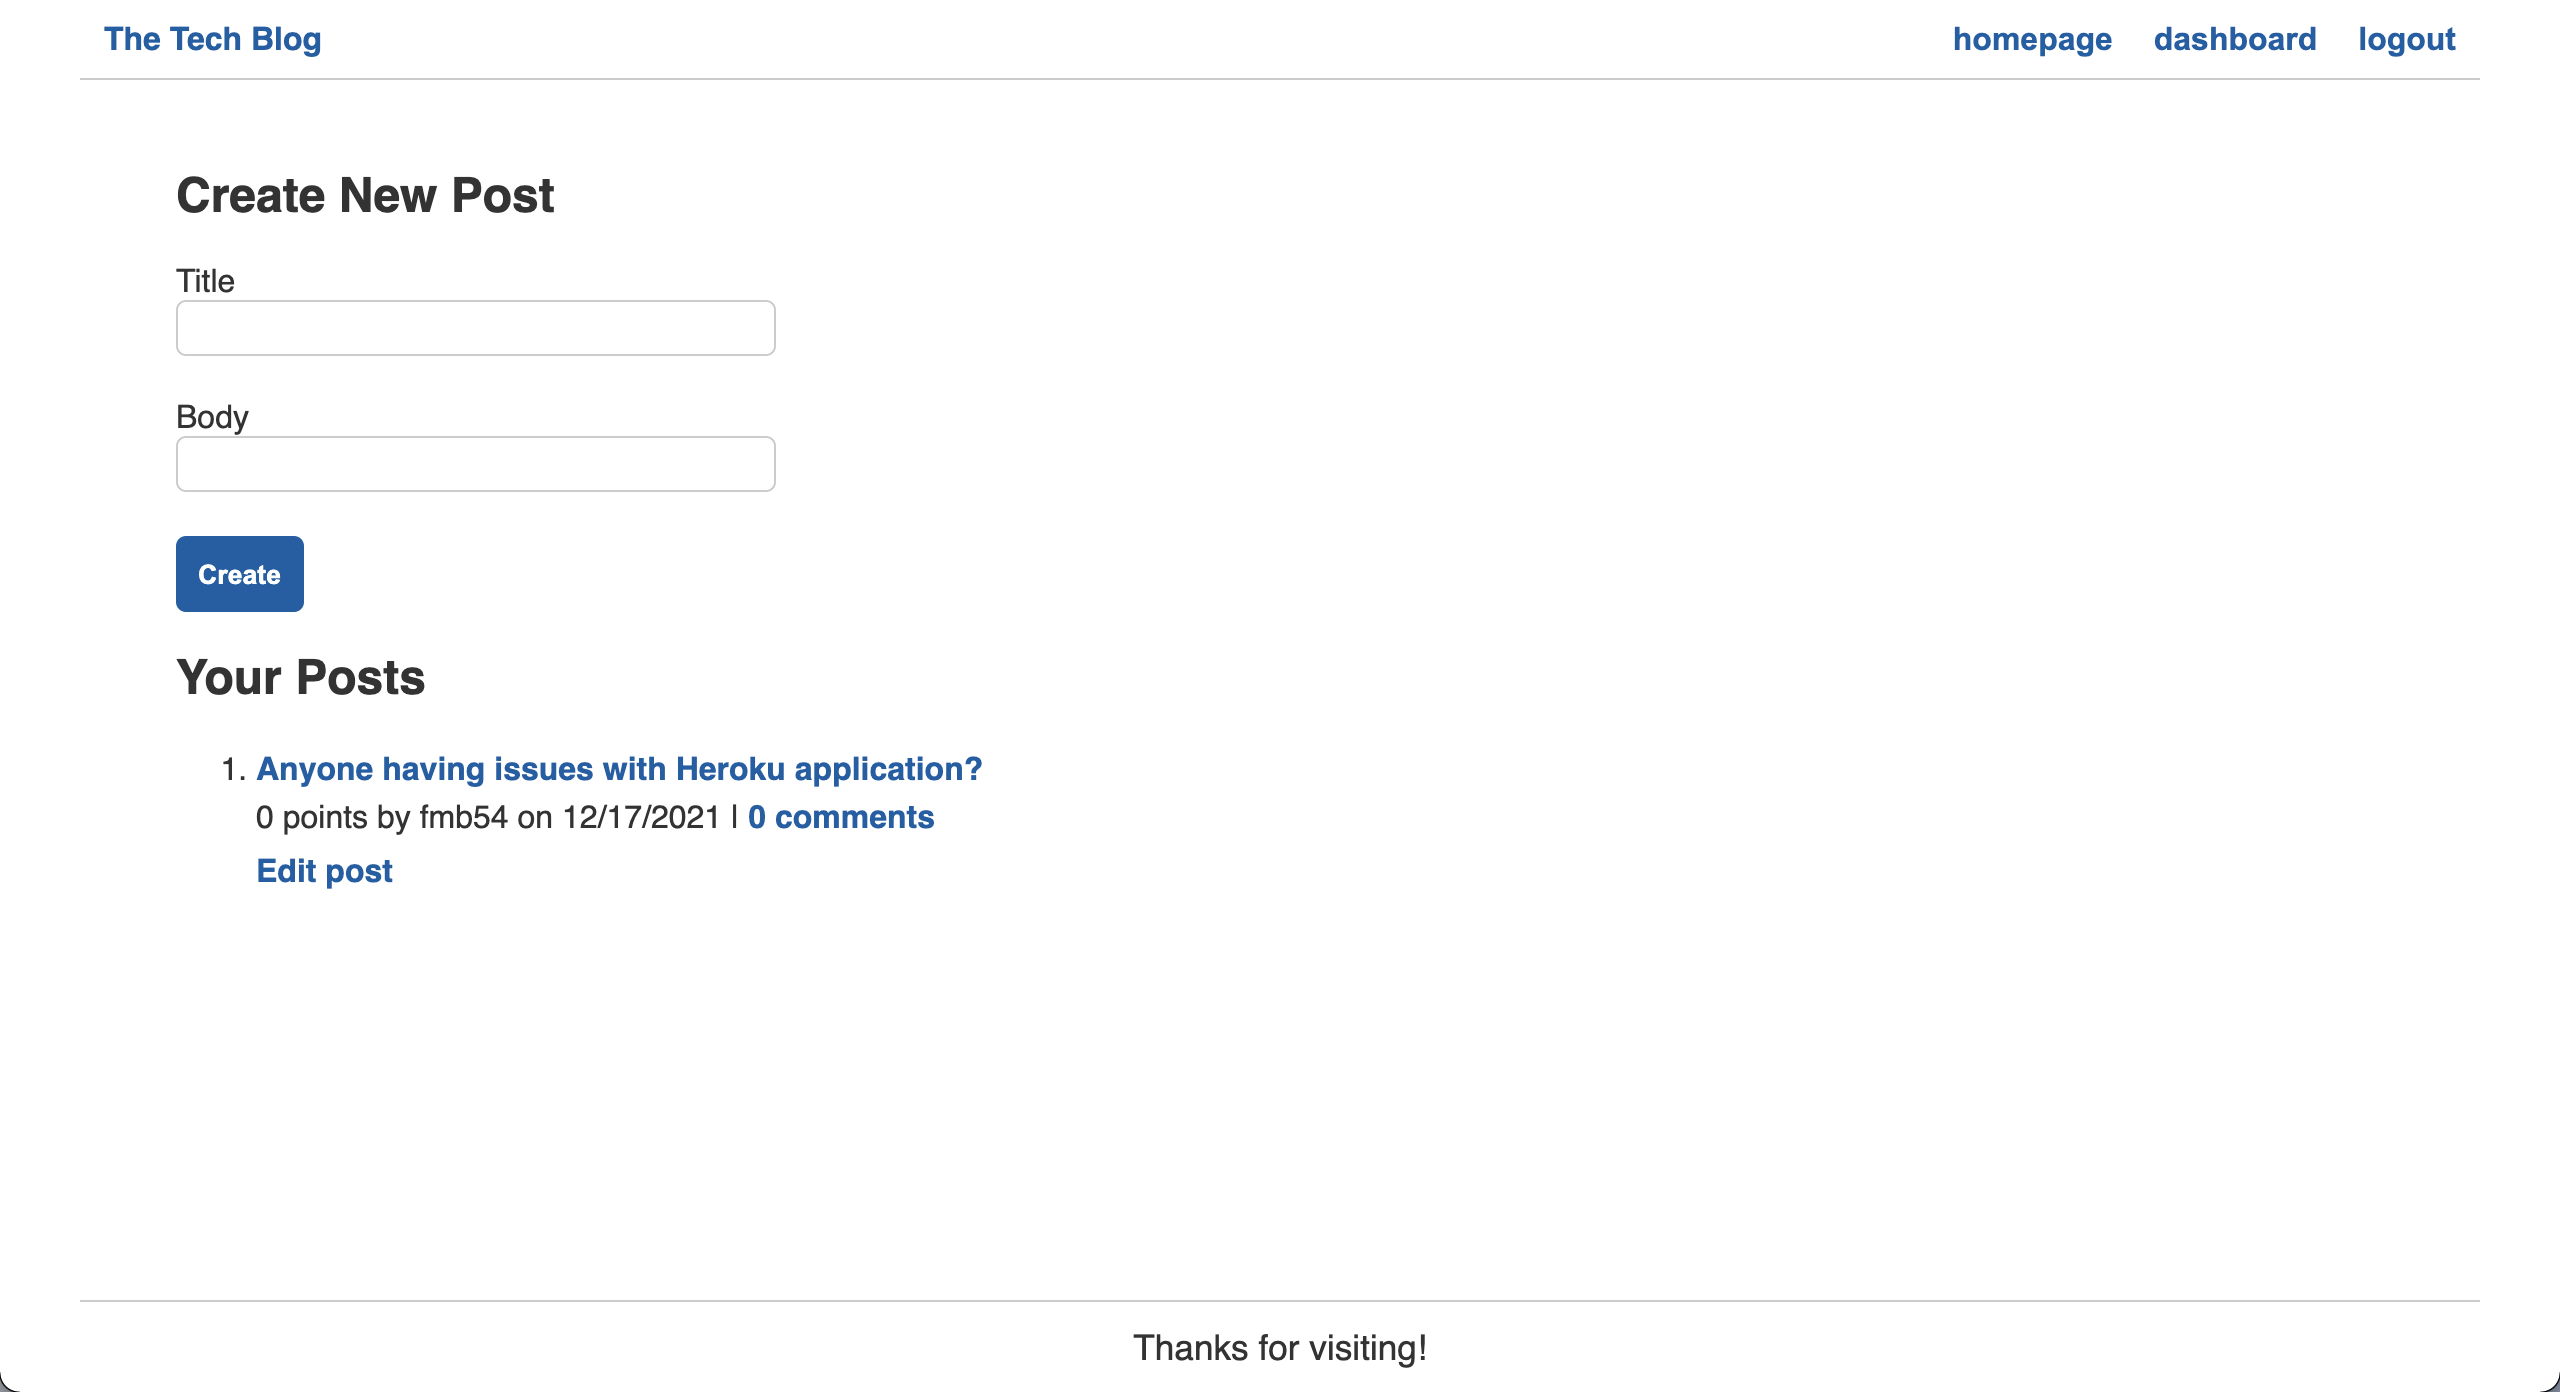 The Tech Blog homepage dashboard logout
Create New Post
Title
Body
Create
Your Posts
1. Anyone having issues with Heroku application?
0 points by fmb54 on 12/17/2021 | 0 comments
Edit post
Thanks for visiting!